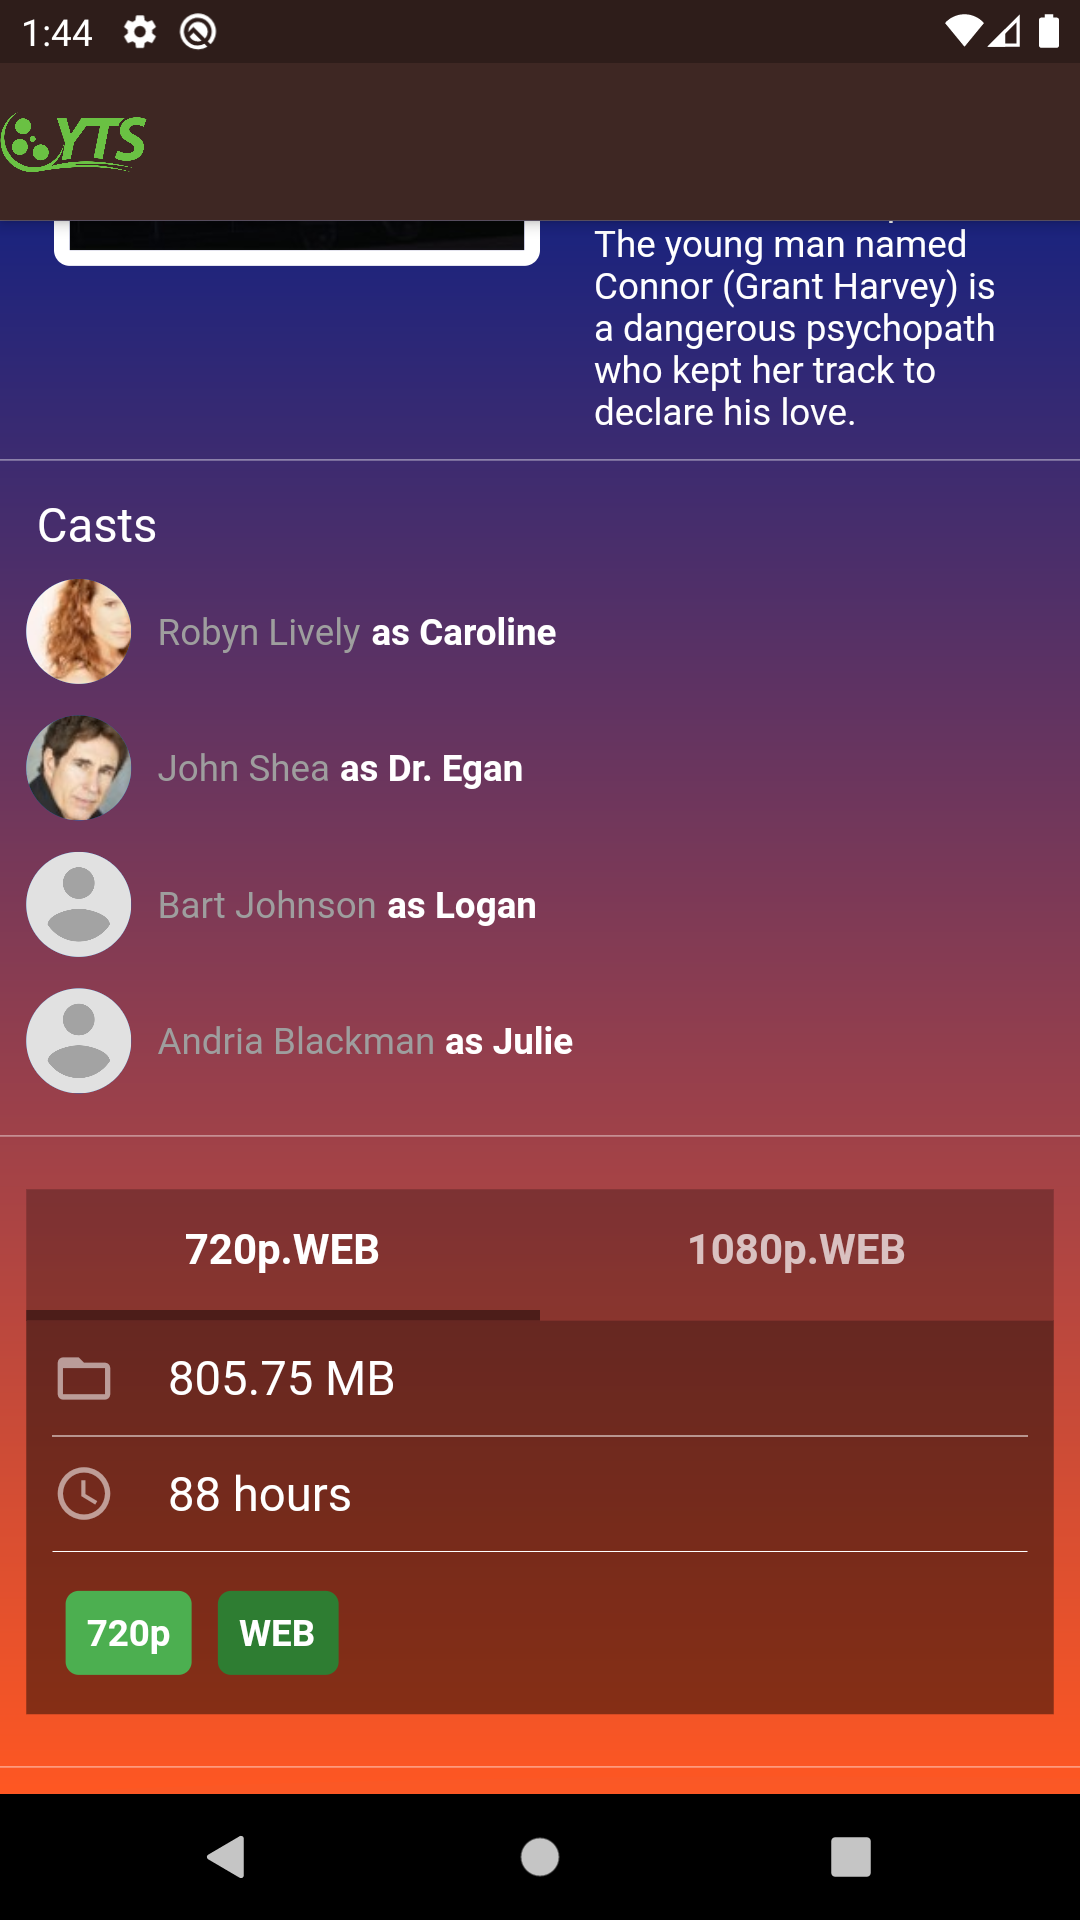 1:44
YTS
The young man named
Connor (Grant Harvey) is
a dangerous psychopath
who kept her track to
declare his love.
Casts
Robyn Lively as Caroline
John Shea as Dr. Egan
Bart Johnson as Logan
Andria Blackman as Julie
720p.WEB 1080p.WEB
805.75 MB
88 hours
720p WEB